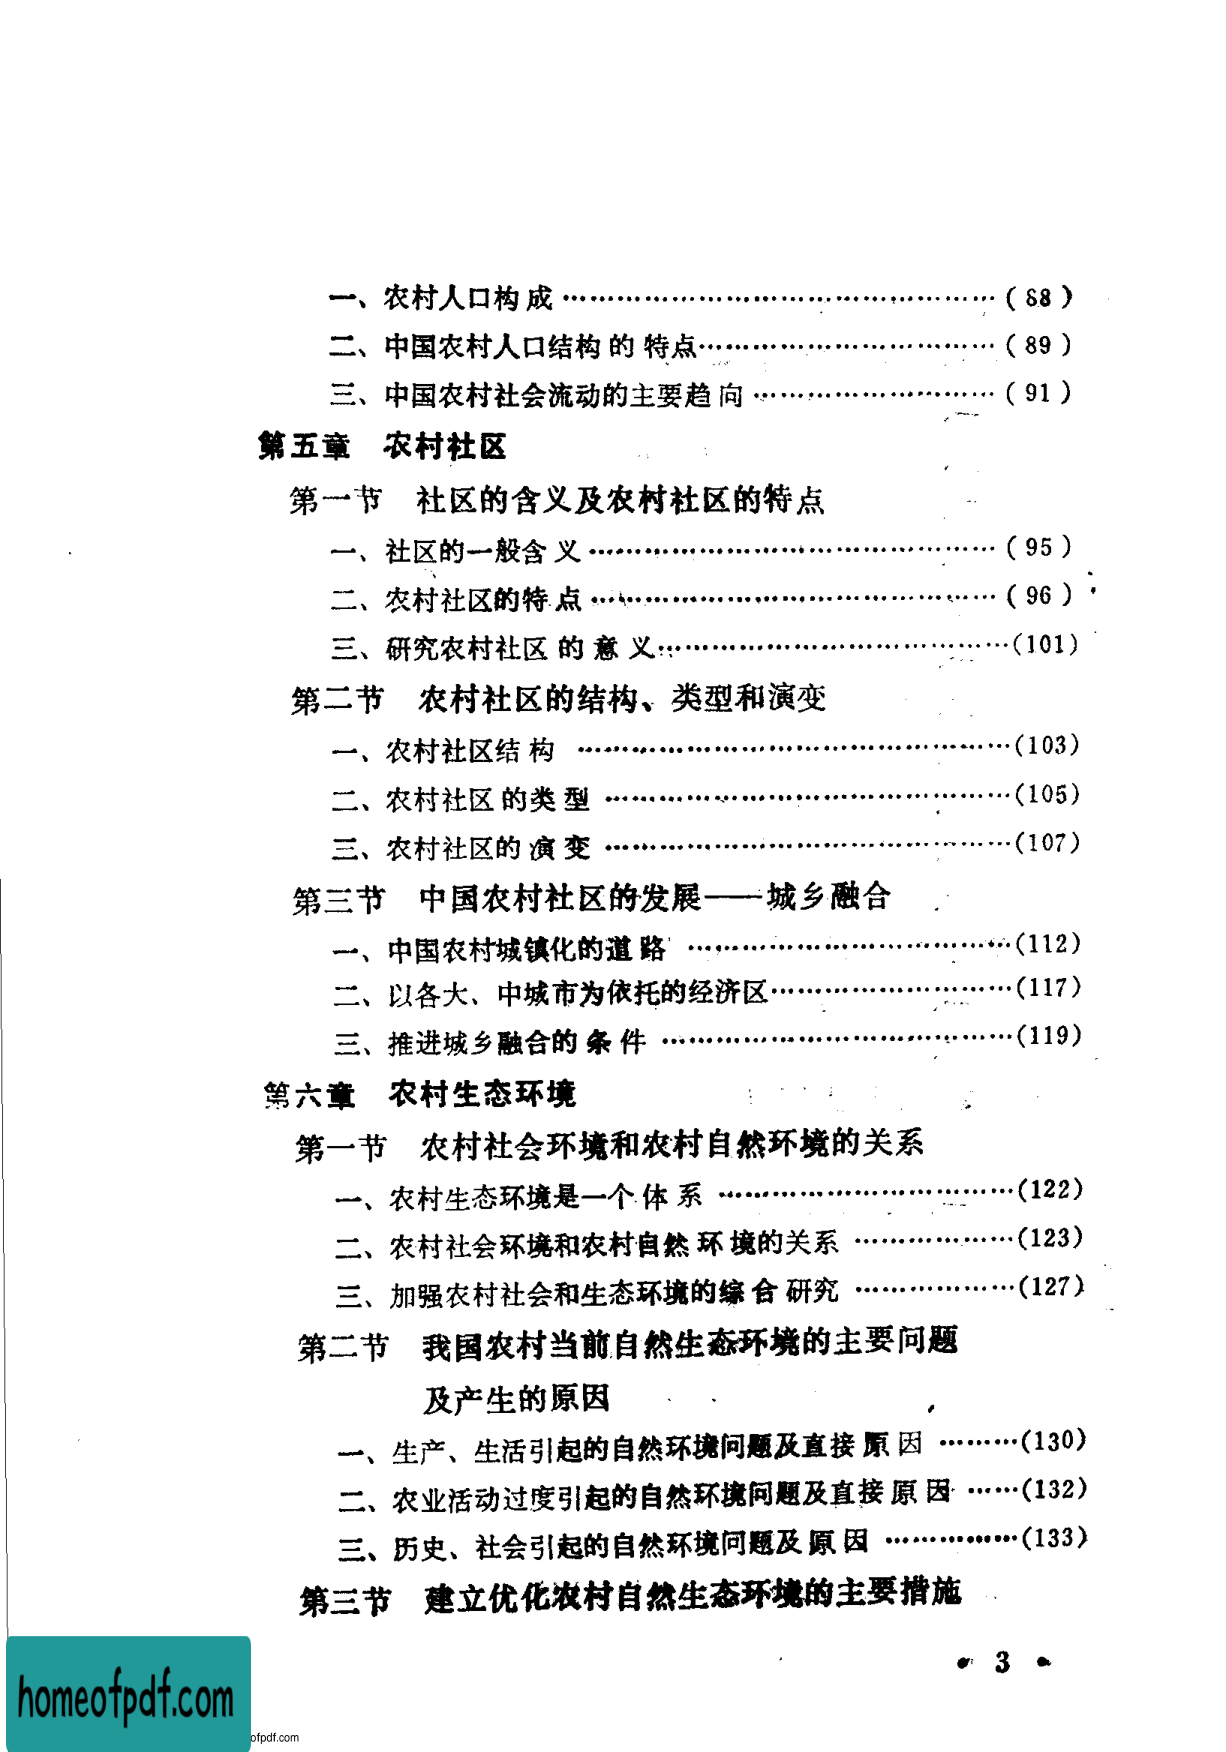 一、农村人口构成……………………………………(88)
二、中国农村人口结构的特点……………………………(89)
三、中国农村社会流动的主要趋向………………………(91)
第五章 农村社区
第一节 社区的含义及农村社区的特点
一、社区的一般含义……………………………………(95)
二、农村社区的特点……………………………………(96)
三、研究农村社区的意义………………………………(101)
第二节 农村社区的结构、类型和演变
一、农村社区结构……………………………………(103)
二、农村社区的类型…………………………………(105)
三、农村社区的演变…………………………………(107)
第三节 中国农村社区的发展——城乡融合
一、中国农村城镇化的道路……………………………(112)
二、以各大、中城市为依托的经济区……………………(117)
三、推进城乡融合的条件………………………………(119)
第六章 农村生态环境
第一节 农村社会环境和农村自然环境的关系
一、农村生态环境是一个体系…………………………(122)
二、农村社会环境和农村自然环境的关系………………(123)
三、加强农村社会和生态环境的综合研究………………(127)
第二节 我国农村当前自然生态环境的主要问题
及产生的原因
一、生产、生活引起的自然环境问题及直接原因………(130)
二、农业活动过度引起的自然环境问题及直接原因……(132)
三、历史、社会引起的自然环境问题及原因……………(133)
第三节 建立优化农村自然生态环境的主要措施
• 3 •
homeofpdf.com
ofpdf.com